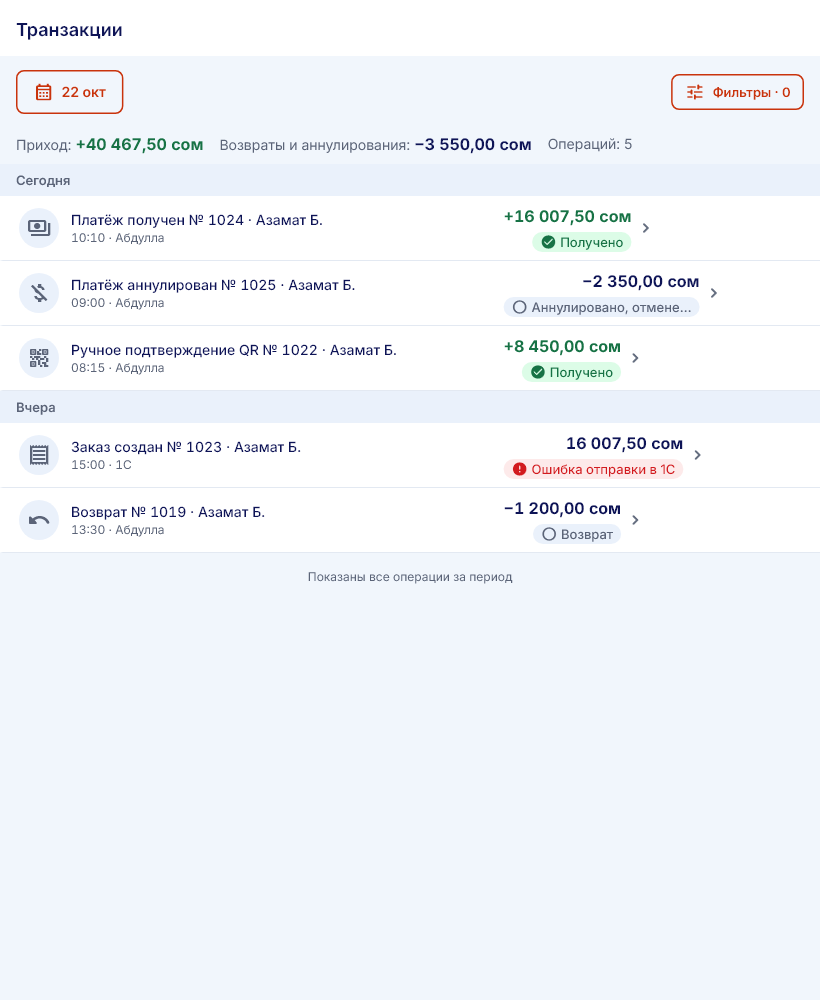 Транзакции
22 окт
Фильтры · 0
Приход: +40 467,50 сом Возвраты и аннулирования: −3 550,00 сом Операций: 5
Сегодня
Платёж получен № 1024 · Азамат Б.
10:10 · Абдулла
+16 007,50 сом
Получено
Платёж аннулирован № 1025 · Азамат Б.
09:00 · Абдулла
−2 350,00 сом
Аннулировано, отмене...
Ручное подтверждение QR № 1022 · Азамат Б.
08:15 · Абдулла
+8 450,00 сом
Получено
Вчера
Заказ создан № 1023 · Азамат Б.
15:00 · 1С
16 007,50 сом
Ошибка отправки в 1С
Возврат № 1019 · Азамат Б.
13:30 · Абдулла
−1 200,00 сом
Возврат
Показаны все операции за период